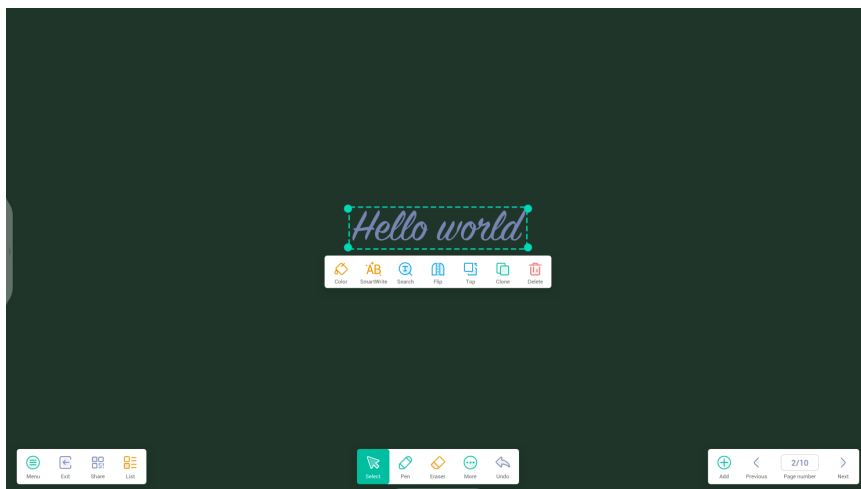 Hello world
Color SmartWrite Search Flip Top Clone Delete
Menu Exit Share List Select Pen Eraser More Undo Add Previous 2/10 Page number Next